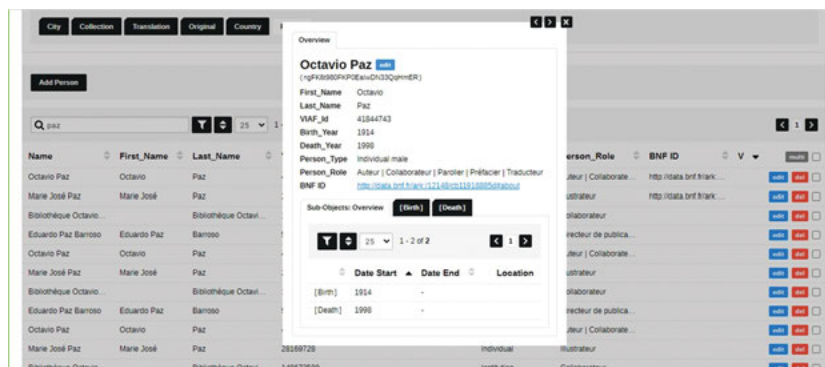 City Collection Translation Original Country
Add Person
paz 25 1 -
Name First_Name Last_Name
Octavio Paz Octavio Paz
Marie José Paz Marie José Paz
Bibliothèque Octavio... Bibliothèque Octavi...
Eduardo Paz Barroso Eduardo Paz Barroso
Octavio Paz Octavio Paz
Marie José Paz Marie José Paz
Bibliothèque Octavio... Bibliothèque Octavi...
Eduardo Paz Barroso Eduardo Paz Barroso
Octavio Paz Octavio Paz
Marie José Paz Marie José Paz 28169728 Individual Illustrateur
Overview
Octavio Paz edit
First_Name Octavio
Last_Name Paz
VIAF_Id 41844743
Birth_Year 1914
Death_Year 1998
Person_Type Individual male
Person_Role Auteur | Collaborateur | Parolier | Préfacier | Traducteur
BNF ID
Sub-Objects: Overview [Birth] [Death]
25 1 - 2 of 2 1
Date Start Date End Location
[Birth] 1914 -
[Death] 1998 -
1
erson_Role BNF ID V multi
uteur | Collaborate... http://data.bnf.fr/ark:... edit del
ustrateur http://data.bnf.fr/ark:... edit del
ollaborateur edit del
recteur de publica... edit del
uteur | Collaborate... edit del
ustrateur edit del
ollaborateur edit del
recteur de publica... edit del
uteur | Collaborate... edit del
edit del